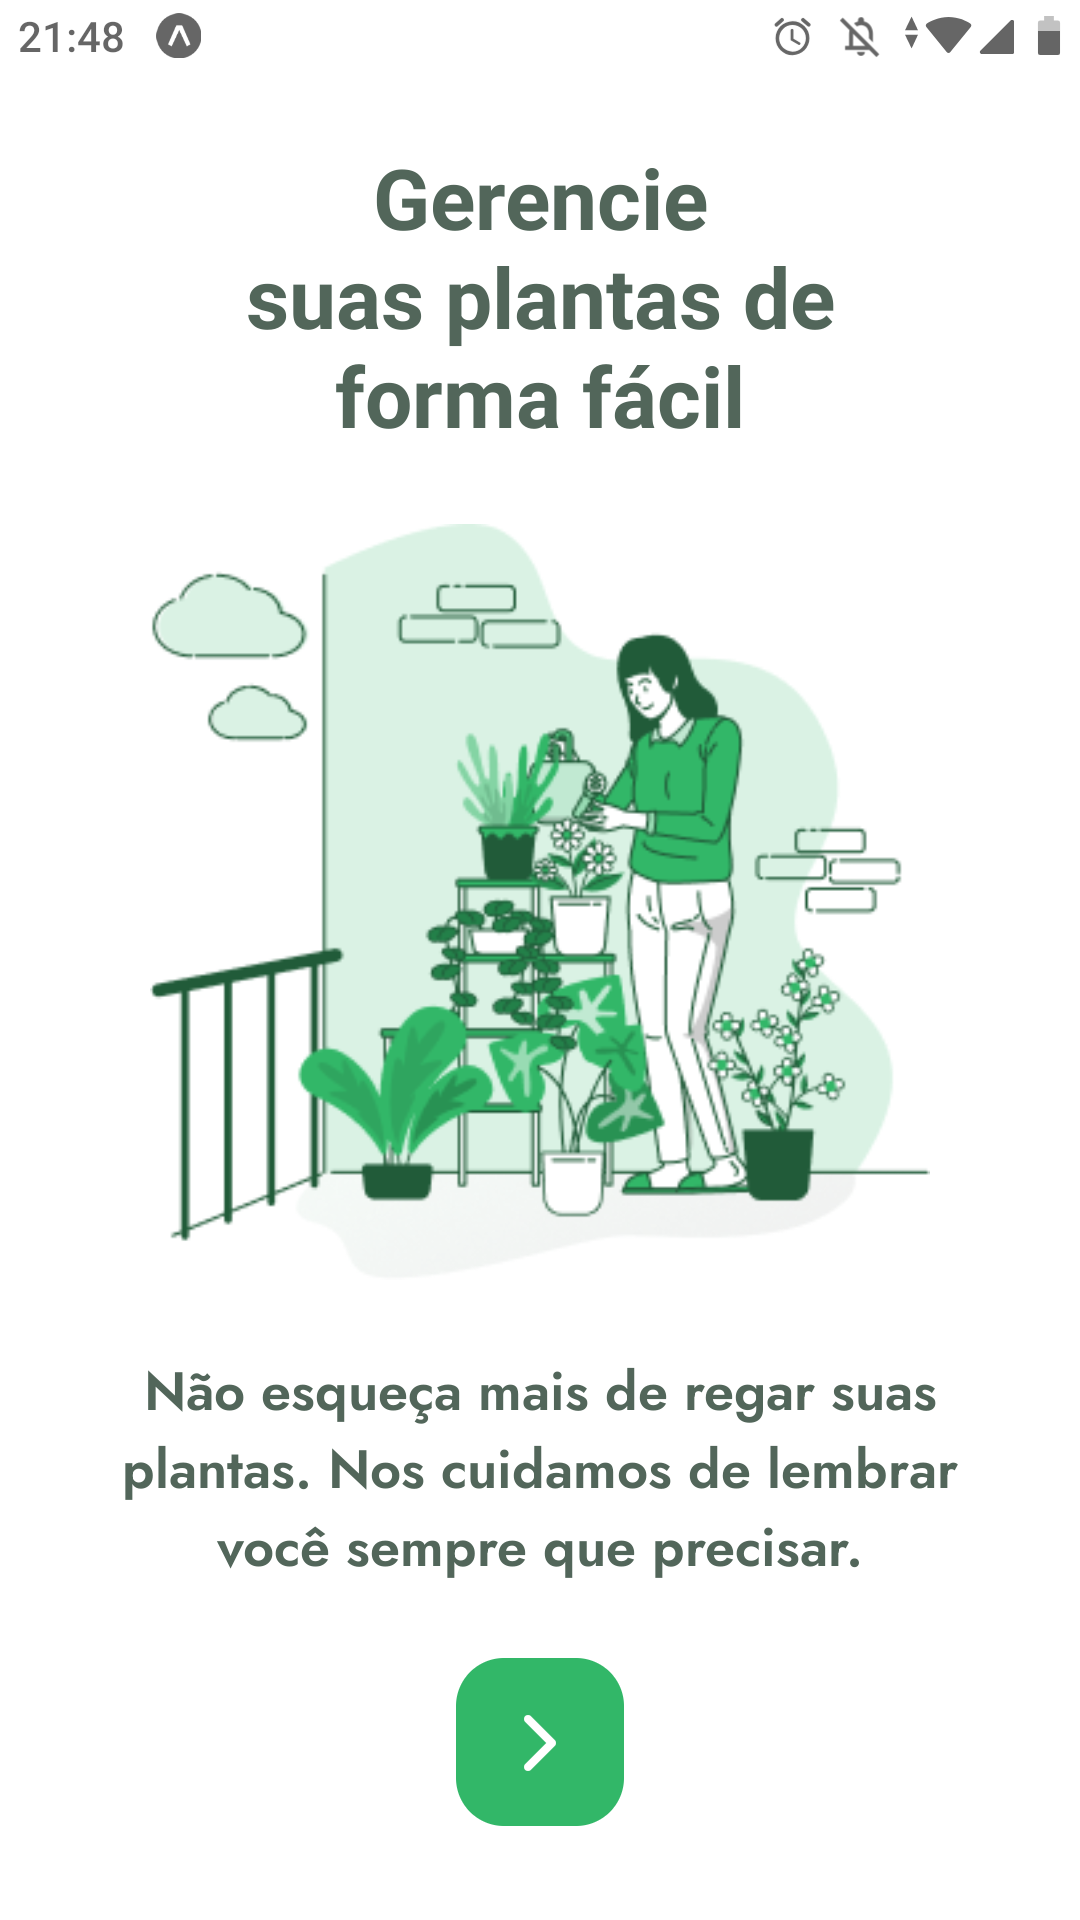 21:48
Gerencie
suas plantas de
forma fácil
Não esqueça mais de regar suas
plantas. Nos cuidamos de lembrar
você sempre que precisar.